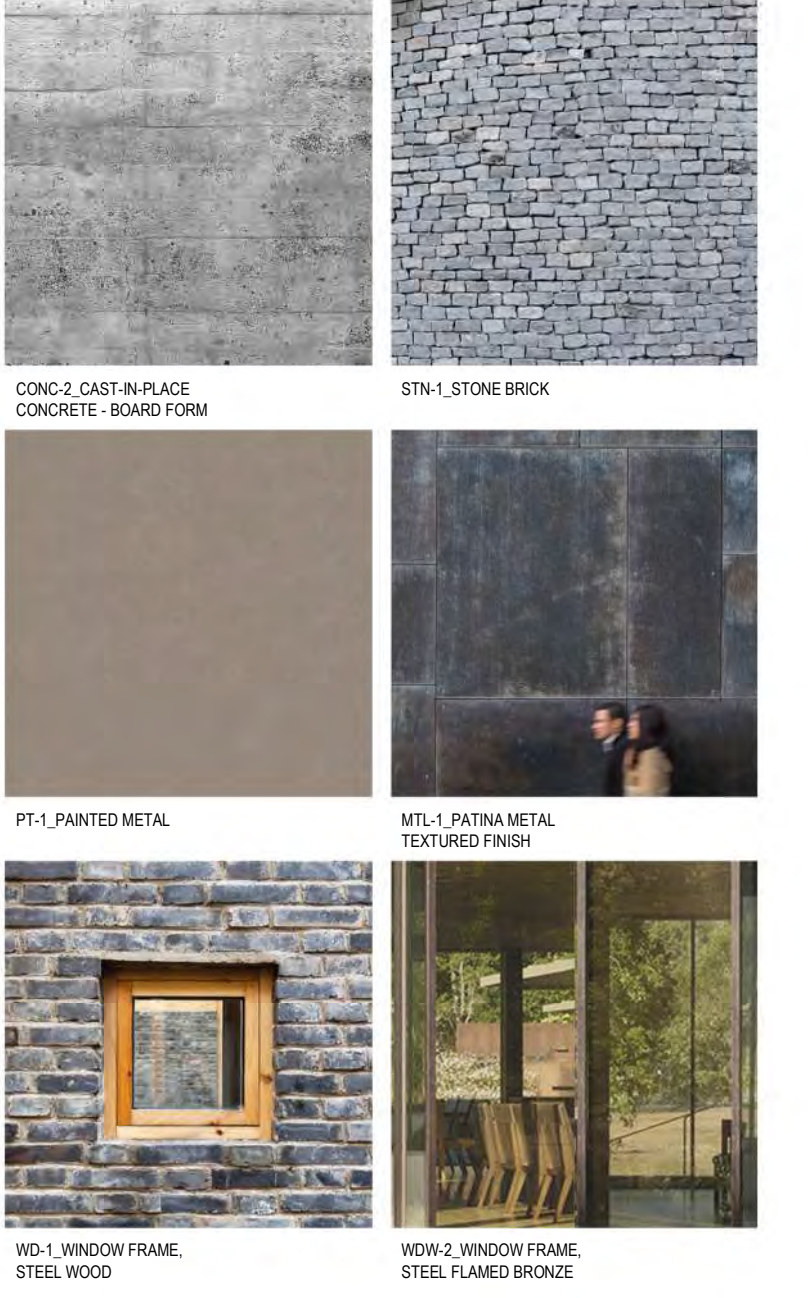 CONC-2_CAST-IN-PLACE
CONCRETE - BOARD FORM
STN-1_STONE BRICK
PT-1_PAINTED METAL
MTL-1_PATINA METAL
TEXTURED FINISH
WD-1_WINDOW FRAME,
STEEL WOOD
WDW-2_WINDOW FRAME,
STEEL FLAMED BRONZE